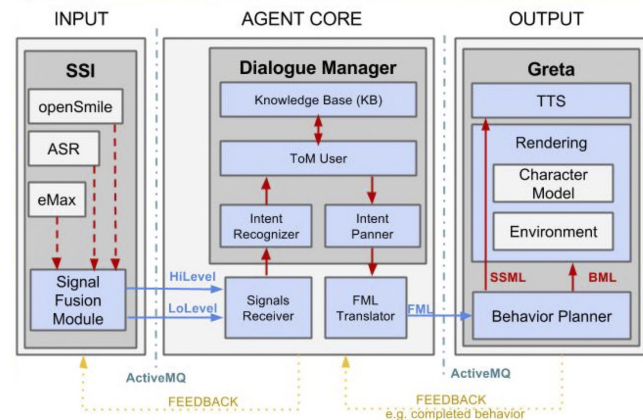 INPUT
AGENT CORE
OUTPUT
SSI
openSmile
ASR
eMax
Signal
Fusion
Module
HiLevel
LoLevel
Dialogue Manager
Knowledge Base (KB)
ToM User
Intent
Recognizer
Intent
Panner
Signals
Receiver
FML
Translator
FML
Greta
TTS
Rendering
Character
Model
Environment
SSML
BML
Behavior Planner
ActiveMQ
ActiveMQ
FEEDBACK
FEEDBACK
e.g. completed behavior